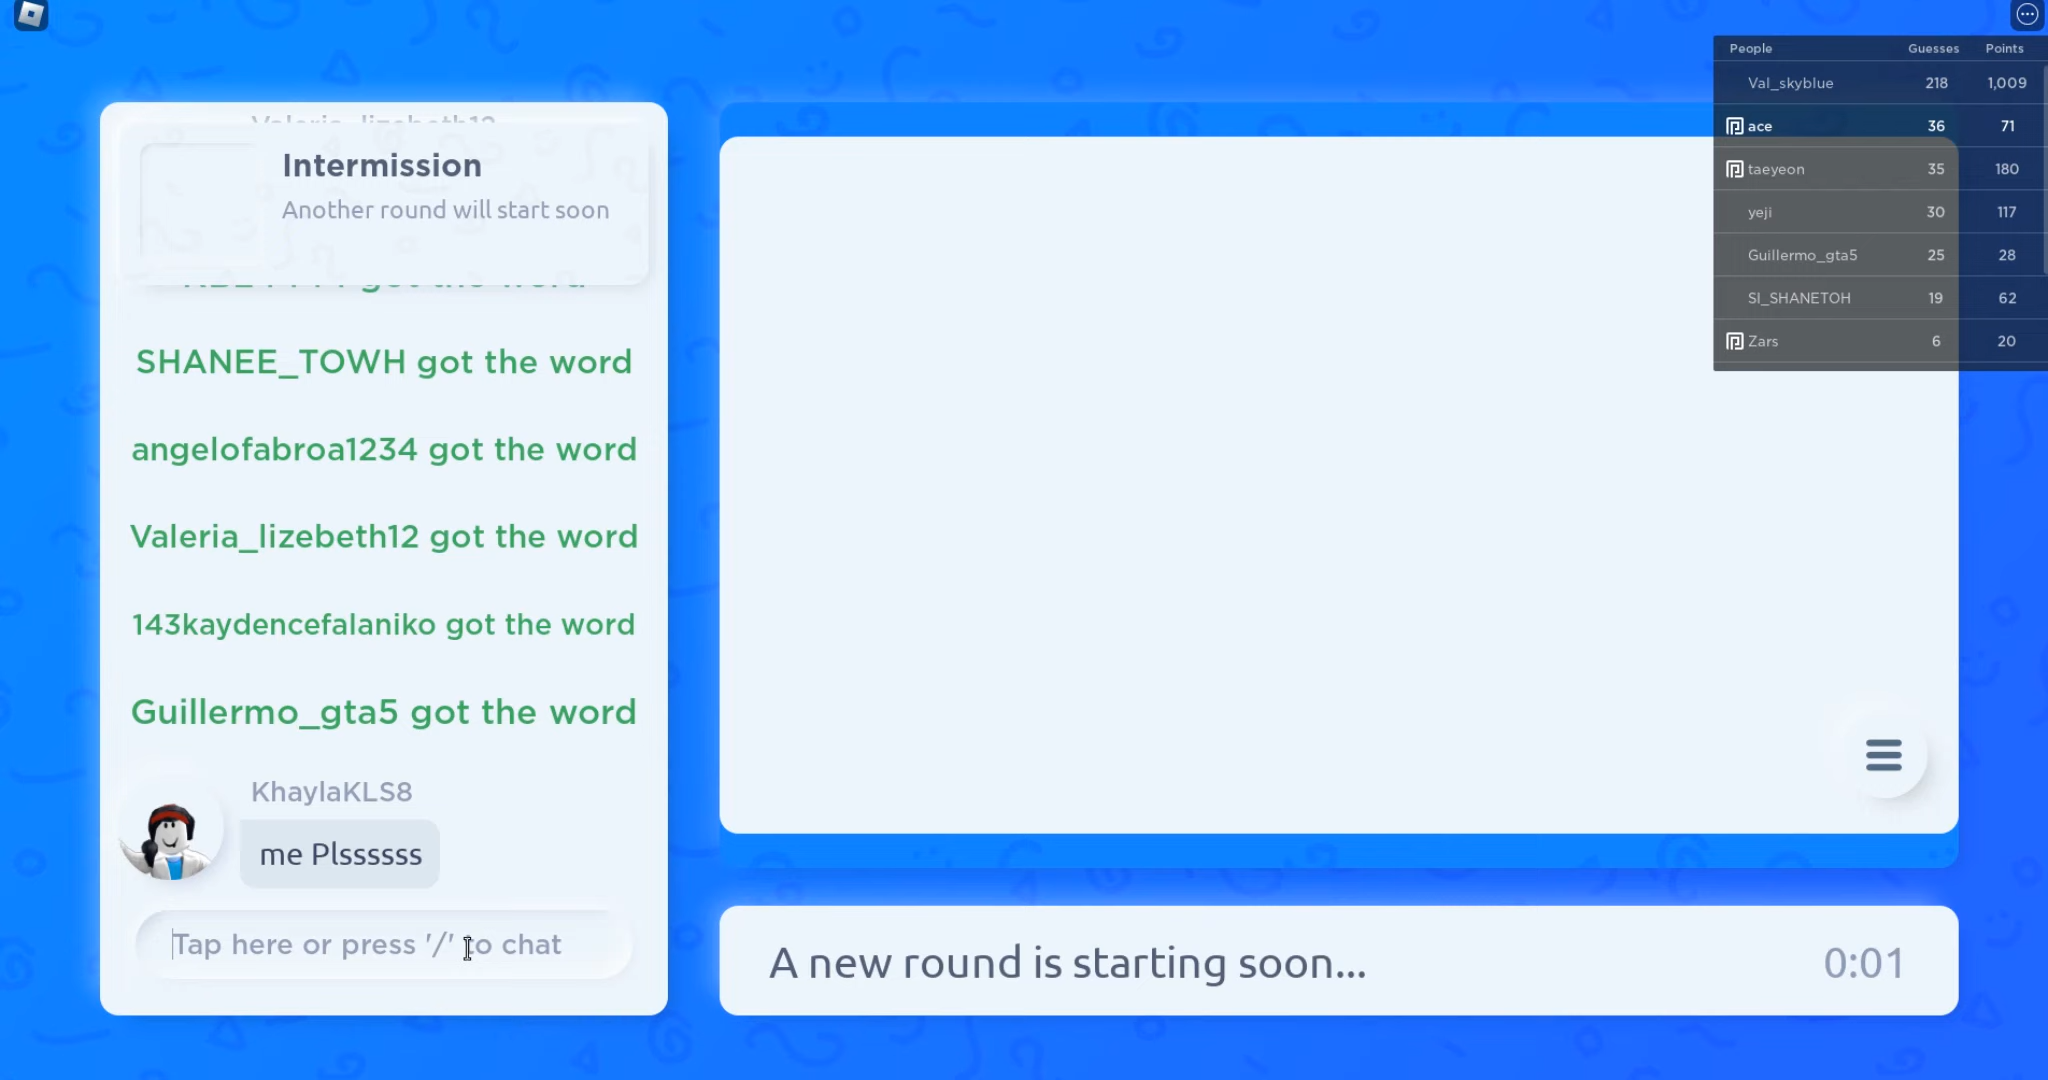 People Guesses Points
Val_skyblue 218 1,009
ace 36 71
taeyeon 35 180
yeji 30 117
Guillermo_gta5 25 28
SI_SHANETOH 19 62
Zars 6 20
Intermission
Another round will start soon
got the word
SHANEE_TOWH got the word
angelofabroa1234 got the word
Valeria_lizebeth12 got the word
143kaydencefalaniko got the word
Guillermo_gta5 got the word
KhaylaKLS8
me Plssssss
Tap here or press '/' to chat
A new round is starting soon...
0:01